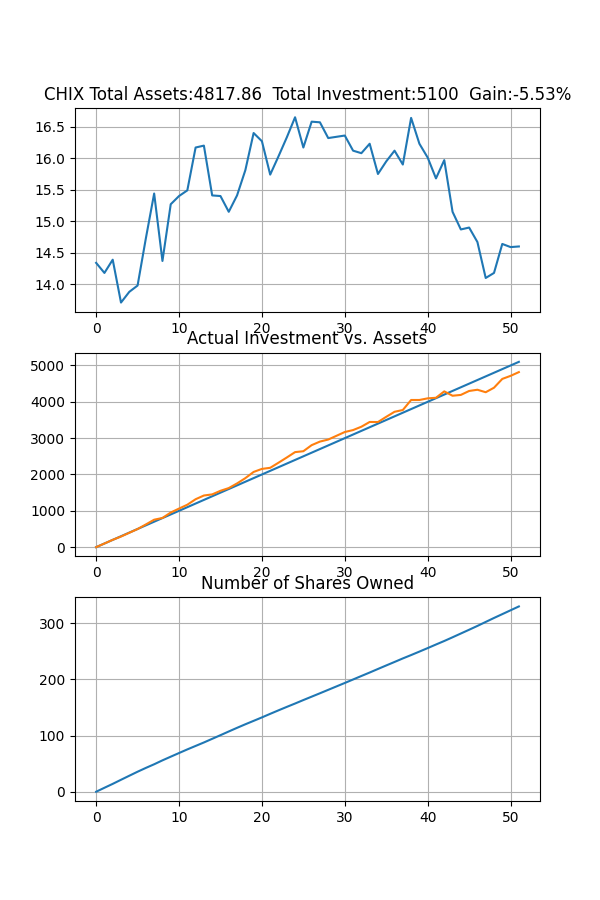 CHIX Total Assets:4817.86  Total Investment:5100  Gain:-5.53%
16.5
16.0
15.5
15.0
14.5
14.0
0 10 20 30 40 50
Actual Investment vs. Assets
5000
4000
3000
2000
1000
0
0 10 20 30 40 50
Number of Shares Owned
300
200
100
0
0 10 20 30 40 50